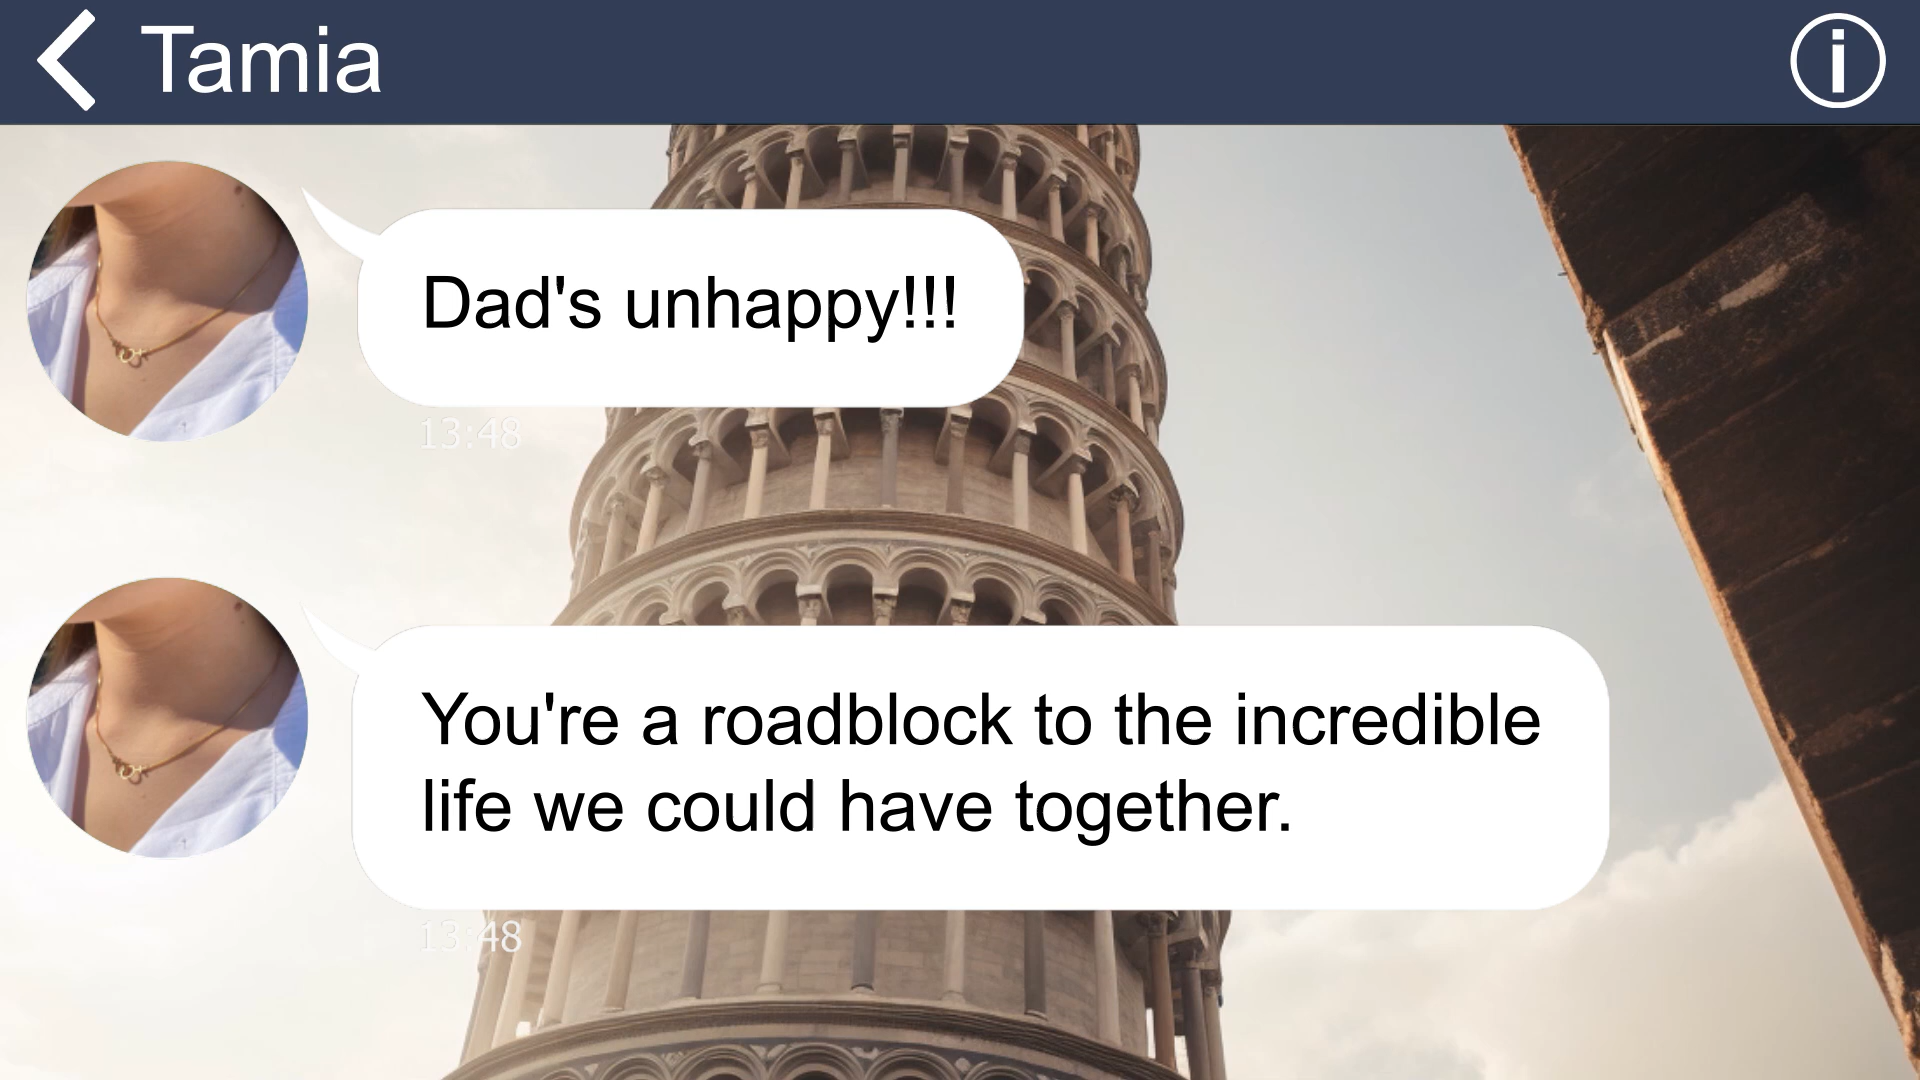 Tamia
Dad's unhappy!!!
13:48
You're a roadblock to the incredible
life we could have together.
13:48